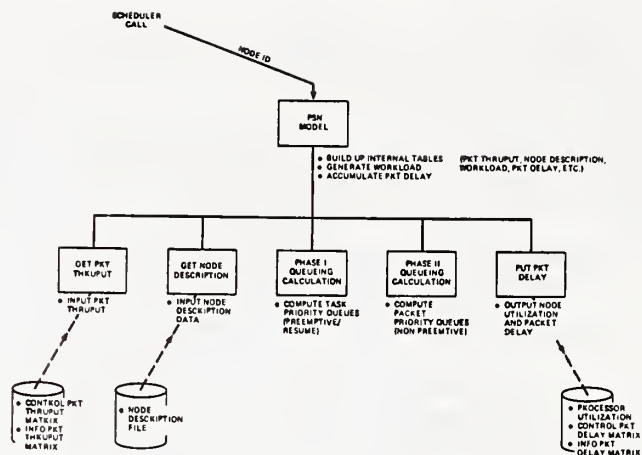 SCHEDULER
CALL
NODE ID
PSN
MODEL
• BUILD UP INTERNAL TABLES (PKT THRUPUT, NODE DESCRIPTION,
• GENERATE WORKLOAD WORKLOAD, PKT DELAY, ETC.)
• ACCUMULATE PKT DELAY
GET PKT
THRUPUT
• INPUT PKT
THRUPUT
GET NODE
DESCRIPTION
• INPUT NODE
DESCRIPTION
DATA
PHASE I
QUEUEING
CALCULATION
• COMPUTE TASK
PRIORITY QUEUES
(PREEMPTIVE/
RESUME)
PHASE II
QUEUEING
CALCULATION
• COMPUTE
PACKET
PRIORITY QUEUES
(NON PREEMTIVE)
PUT PKT
DELAY
• OUTPUT NODE
UTILIZATION
AND PACKET
DELAY
• CONTROL PKT
THRUPUT
MATRIX
• INFO PKT
THRUPUT
MATRIX
• NODE
DESCRIPTION
FILE
• PROCESSOR
UTILIZATION
• CONTROL PKT
DELAY MATRIX
• INFO PKT
DELAY MATRIX